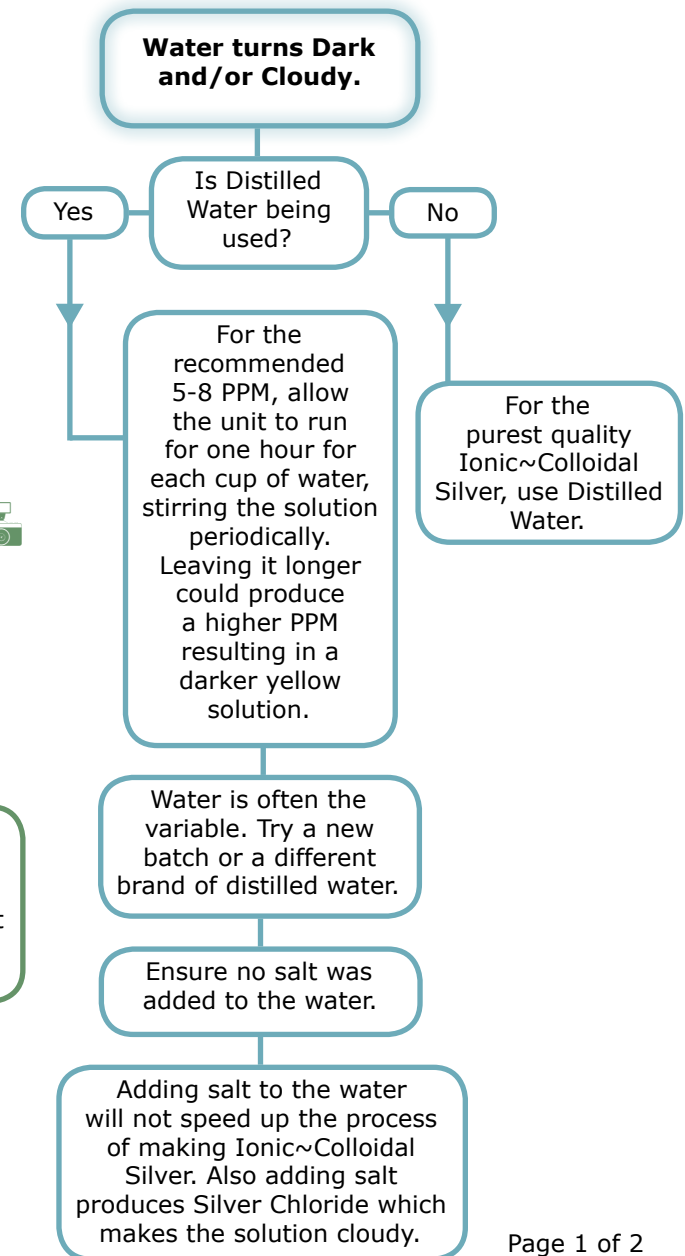 Water turns Dark
and/or Cloudy.
Is Distilled
Water being
used?
Yes
No
For the
recommended
5-8 PPM, allow
the unit to run
for one hour for
each cup of water,
stirring the solution
periodically.
Leaving it longer
could produce
a higher PPM
resulting in a
darker yellow
solution.
For the
purest quality
Ionic~Colloidal
Silver, use Distilled
Water.
Water is often the
variable. Try a new
batch or a different
brand of distilled water.
Ensure no salt was
added to the water.
Adding salt to the water
will not speed up the process
of making Ionic~Colloidal
Silver. Also adding salt
produces Silver Chloride which
makes the solution cloudy.
Page 1 of 2